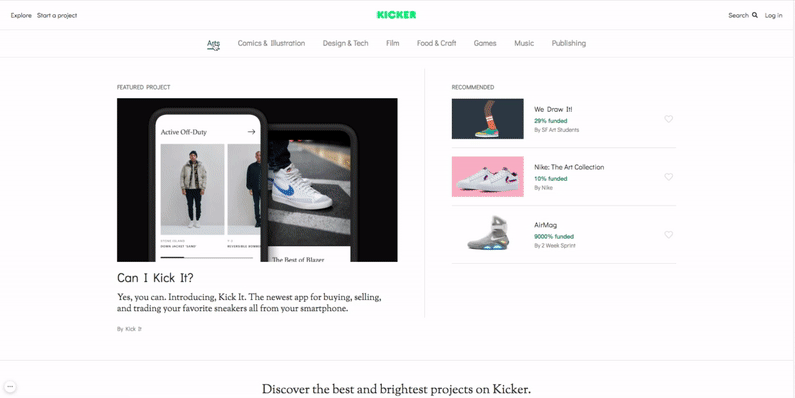 Explore Start a project
KICKER
Search Log in
Arts Comics & Illustration Design & Tech Film Food & Craft Games Music Publishing
FEATURED PROJECT
Active Off-Duty
The Best of Blazer
Can I Kick It?
Yes, you can. Introducing, Kick It. The newest app for buying, selling,
and trading your favorite sneakers all from your smartphone.
By Kick It
RECOMMENDED
We Draw It!
29% funded
By SF Art Students
Nike: The Art Collection
10% funded
By Nike
AirMag
9000% funded
By 2 Week Sprint
Discover the best and brightest projects on Kicker.